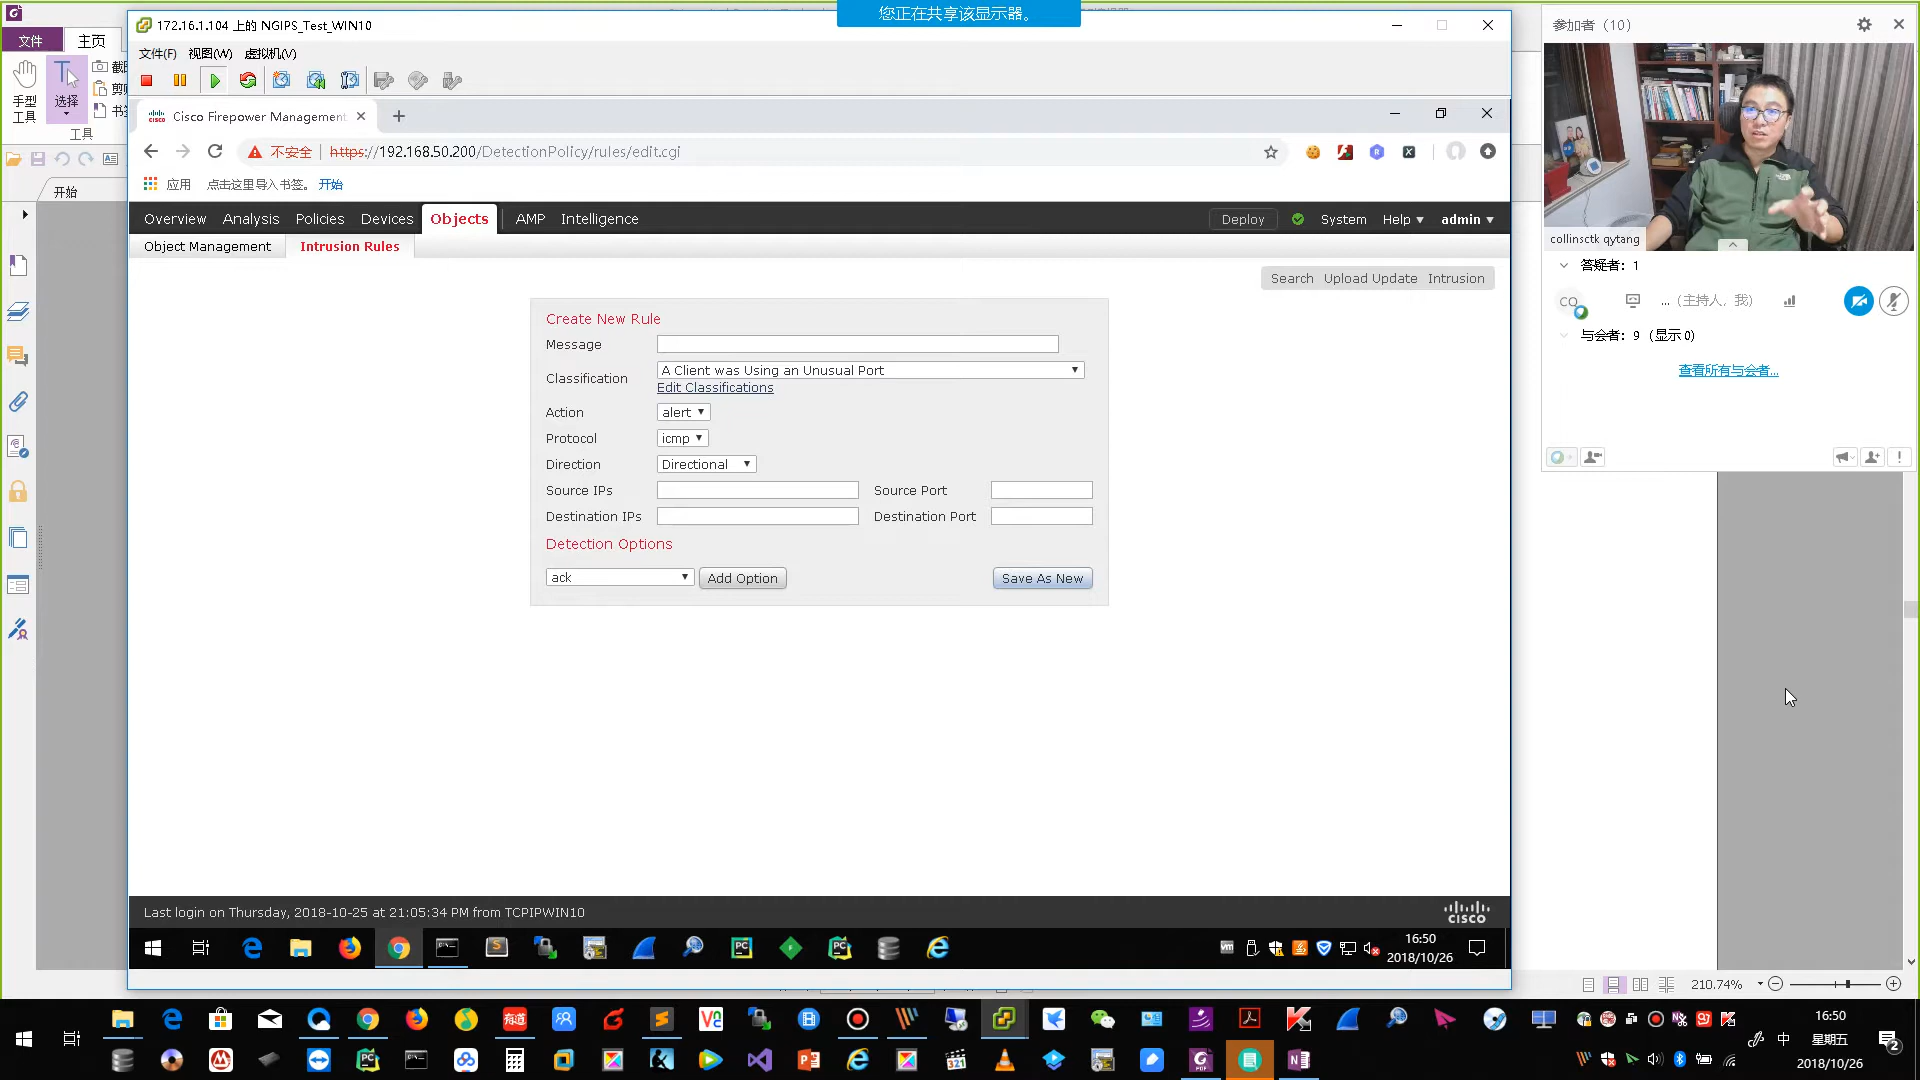 您正在共享该显示器。
172.16.1.104 上的 NGIPS_Test_WIN10
文件(F) 视图(W) 虚拟机(V)
文件 主页
手型
工具
选择
工具
开始
Cisco Firepower Management
不安全 https://192.168.50.200/DetectionPolicy/rules/edit.cgi
应用 点击这里导入书签。 开始
Overview Analysis Policies Devices Objects AMP Intelligence Deploy System Help admin
Object Management Intrusion Rules
Search Upload Update Intrusion
Create New Rule
Message
Classification A Client was Using an Unusual Port
Edit Classifications
Action alert
Protocol icmp
Direction Directional
Source IPs Source Port
Destination IPs Destination Port
Detection Options
ack Add Option Save As New
Last login on Thursday, 2018-10-25 at 21:05:34 PM from TCPIPWIN10
CISCO
16:50
2018/10/26
参加者 (10)
collinsctk qytang
答疑者: 1
CQ ... (主持人，我)
与会者: 9 (显示 0)
查看所有与会者...
210.74%
16:50
中 星期五
2018/10/26
2